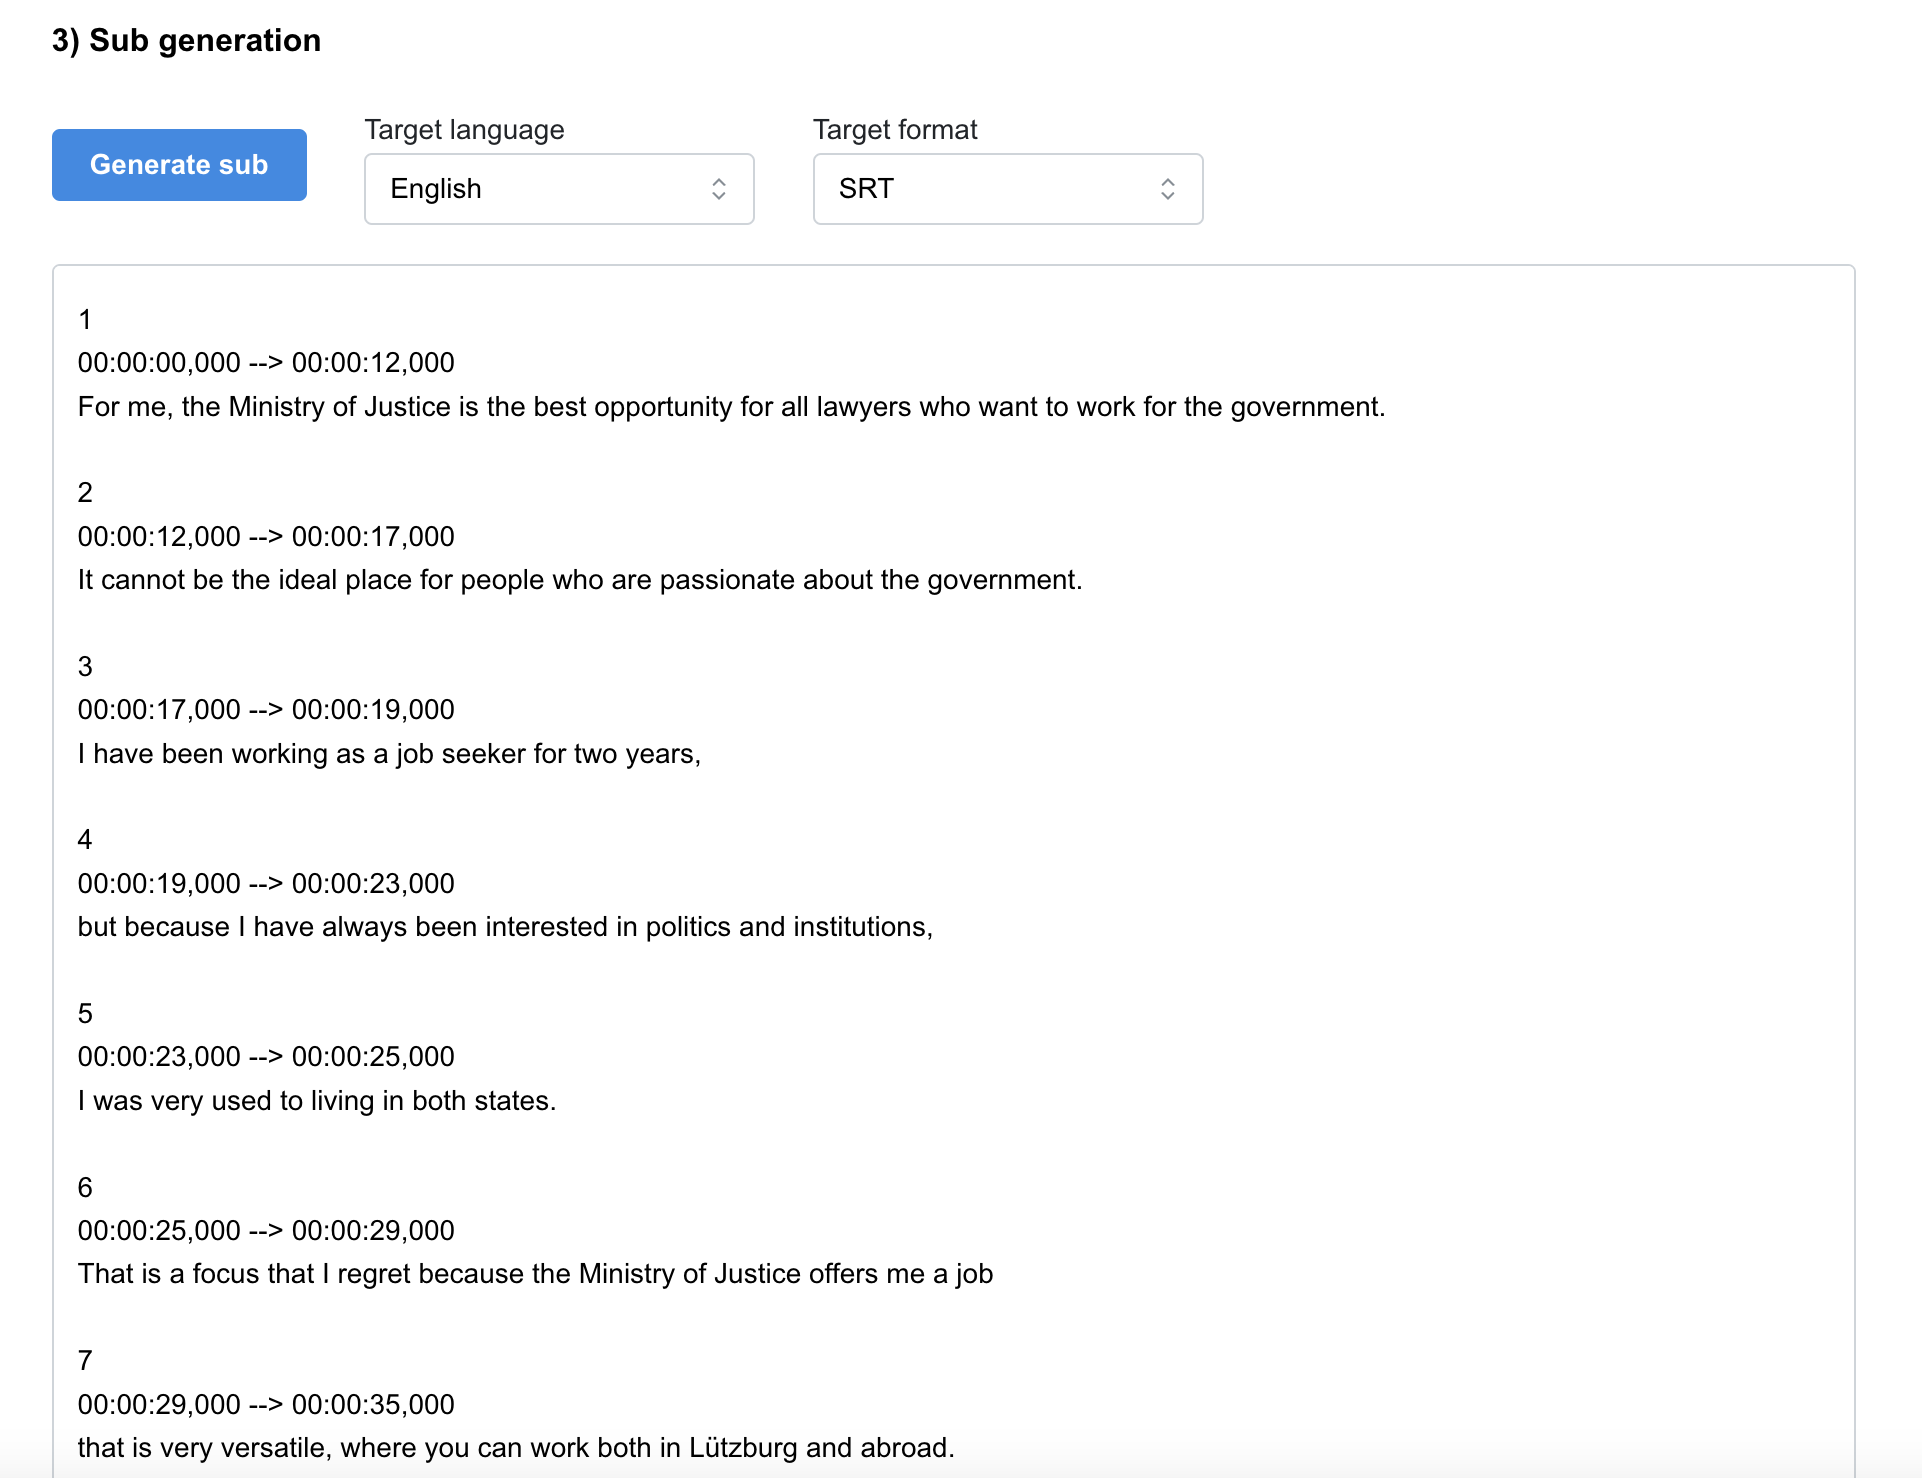 3) Sub generation
Generate sub
Target language
English
Target format
SRT
1
00:00:00,000 --> 00:00:12,000
For me, the Ministry of Justice is the best opportunity for all lawyers who want to work for the government.
2
00:00:12,000 --> 00:00:17,000
It cannot be the ideal place for people who are passionate about the government.
3
00:00:17,000 --> 00:00:19,000
I have been working as a job seeker for two years,
4
00:00:19,000 --> 00:00:23,000
but because I have always been interested in politics and institutions,
5
00:00:23,000 --> 00:00:25,000
I was very used to living in both states.
6
00:00:25,000 --> 00:00:29,000
That is a focus that I regret because the Ministry of Justice offers me a job
7
00:00:29,000 --> 00:00:35,000
that is very versatile, where you can work both in Lützburg and abroad.